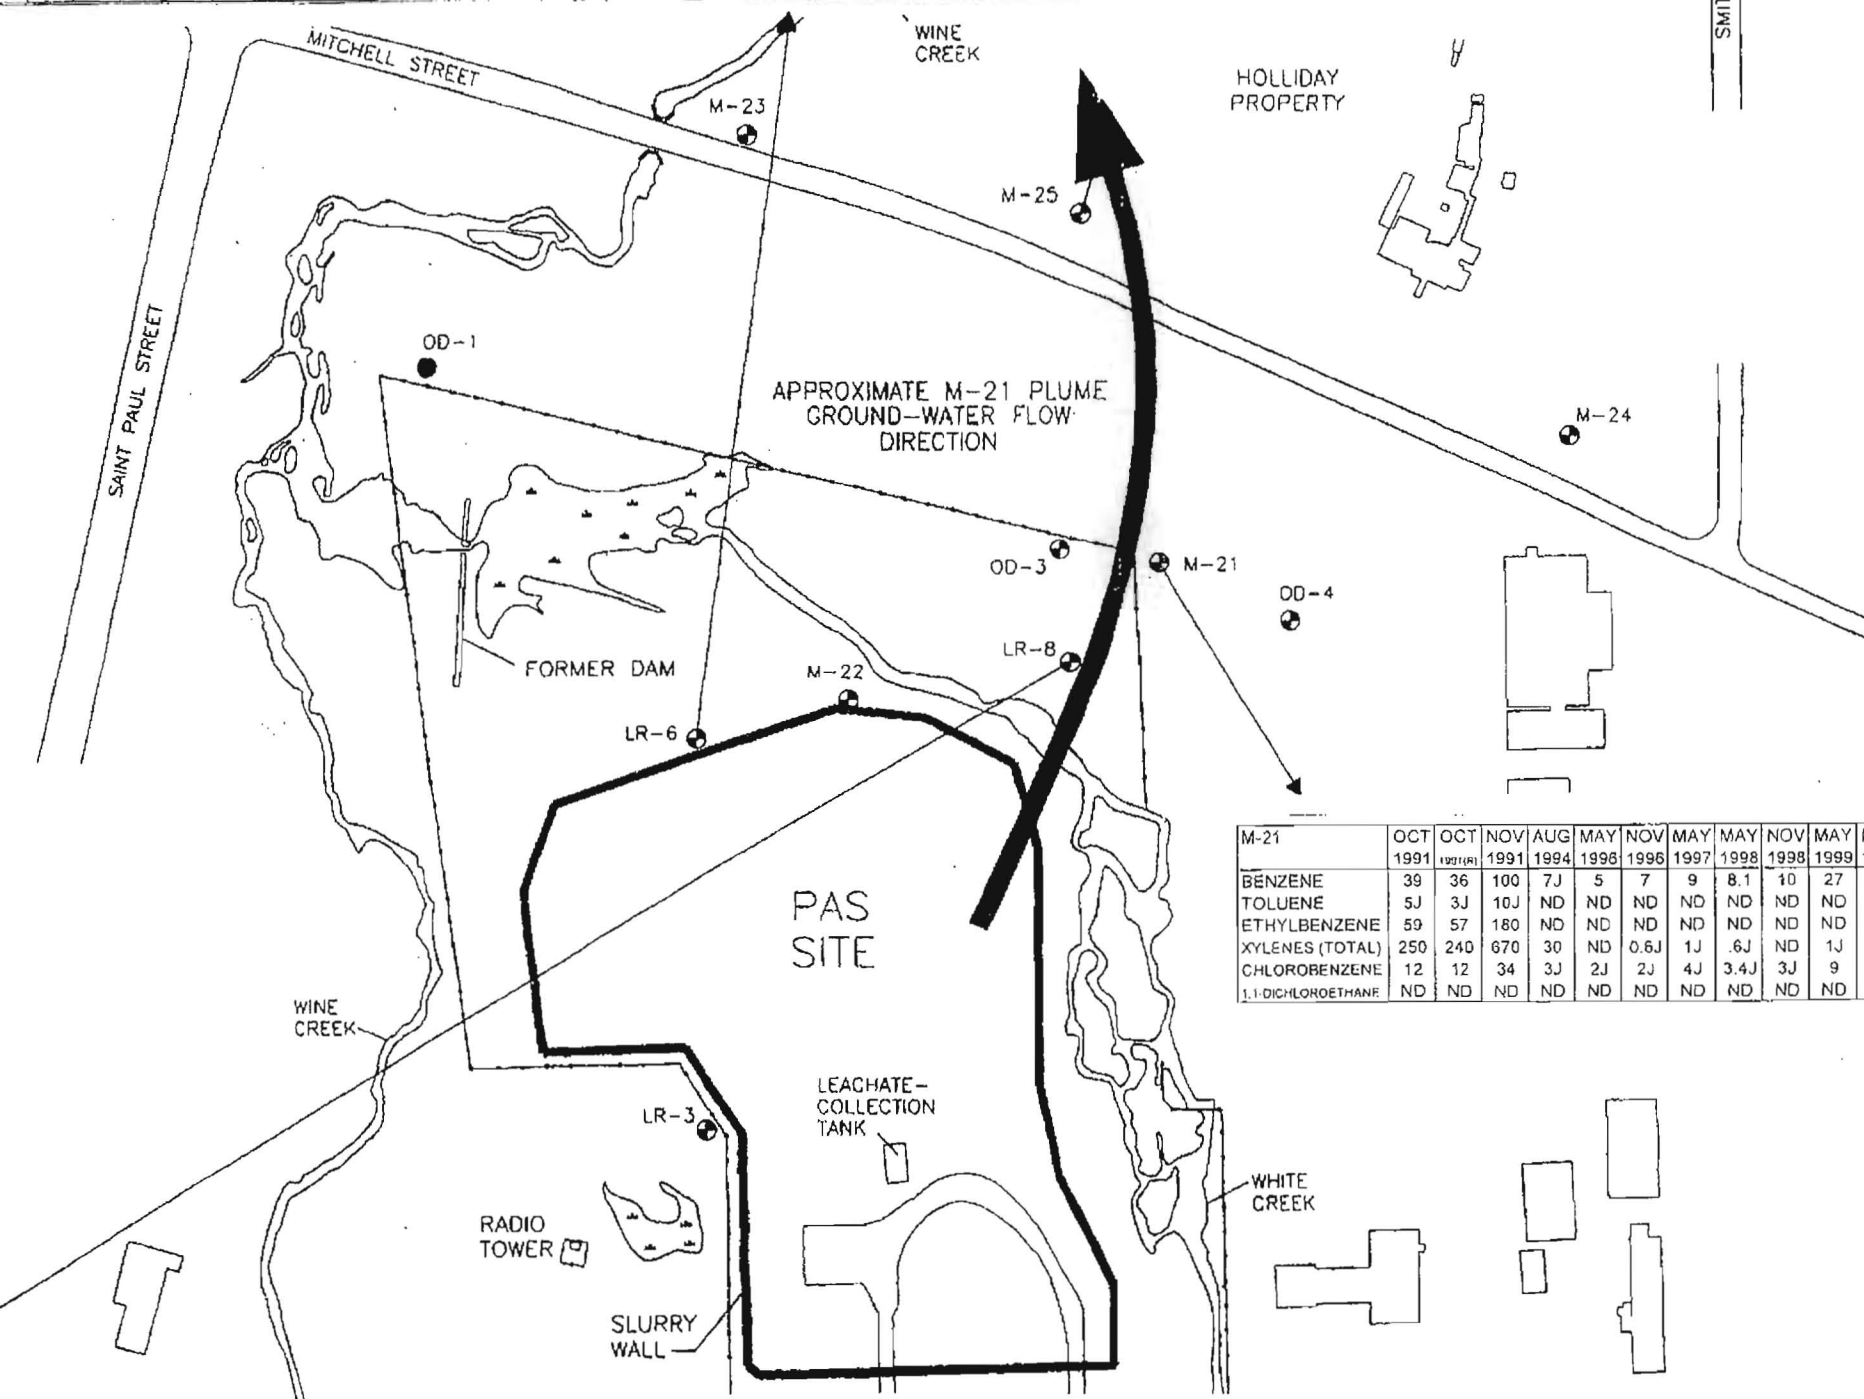 WINE
CREEK
SMIT
MITCHELL STREET
HOLLIDAY
PROPERTY
M-23
M-25
SAINT PAUL STREET
OD-1
APPROXIMATE M-21 PLUME
GROUND-WATER FLOW
DIRECTION
M-24
OD-3
M-21
OD-4
FORMER DAM
LR-8
M-22
LR-6
M-21 OCT OCT NOV AUG MAY NOV MAY MAY NOV MAY
1991 1991(R) 1991 1994 1996 1996 1997 1998 1998 1999
BENZENE 39 36 100 7J 5 7 9 8.1 10 27
TOLUENE 5J 3J 10J ND ND ND ND ND ND ND
ETHYLBENZENE 59 57 180 ND ND ND ND ND ND ND
XYLENES (TOTAL) 250 240 670 30 ND 0.6J 1J .6J ND 1J
CHLOROBENZENE 12 12 34 3J 2J 2J 4J 3.4J 3J 9
1,1-DICHLOROETHANE ND ND ND ND ND ND ND ND ND ND
PAS
SITE
WINE
CREEK
LEACHATE-
COLLECTION
TANK
LR-3
WHITE
CREEK
RADIO
TOWER
SLURRY
WALL